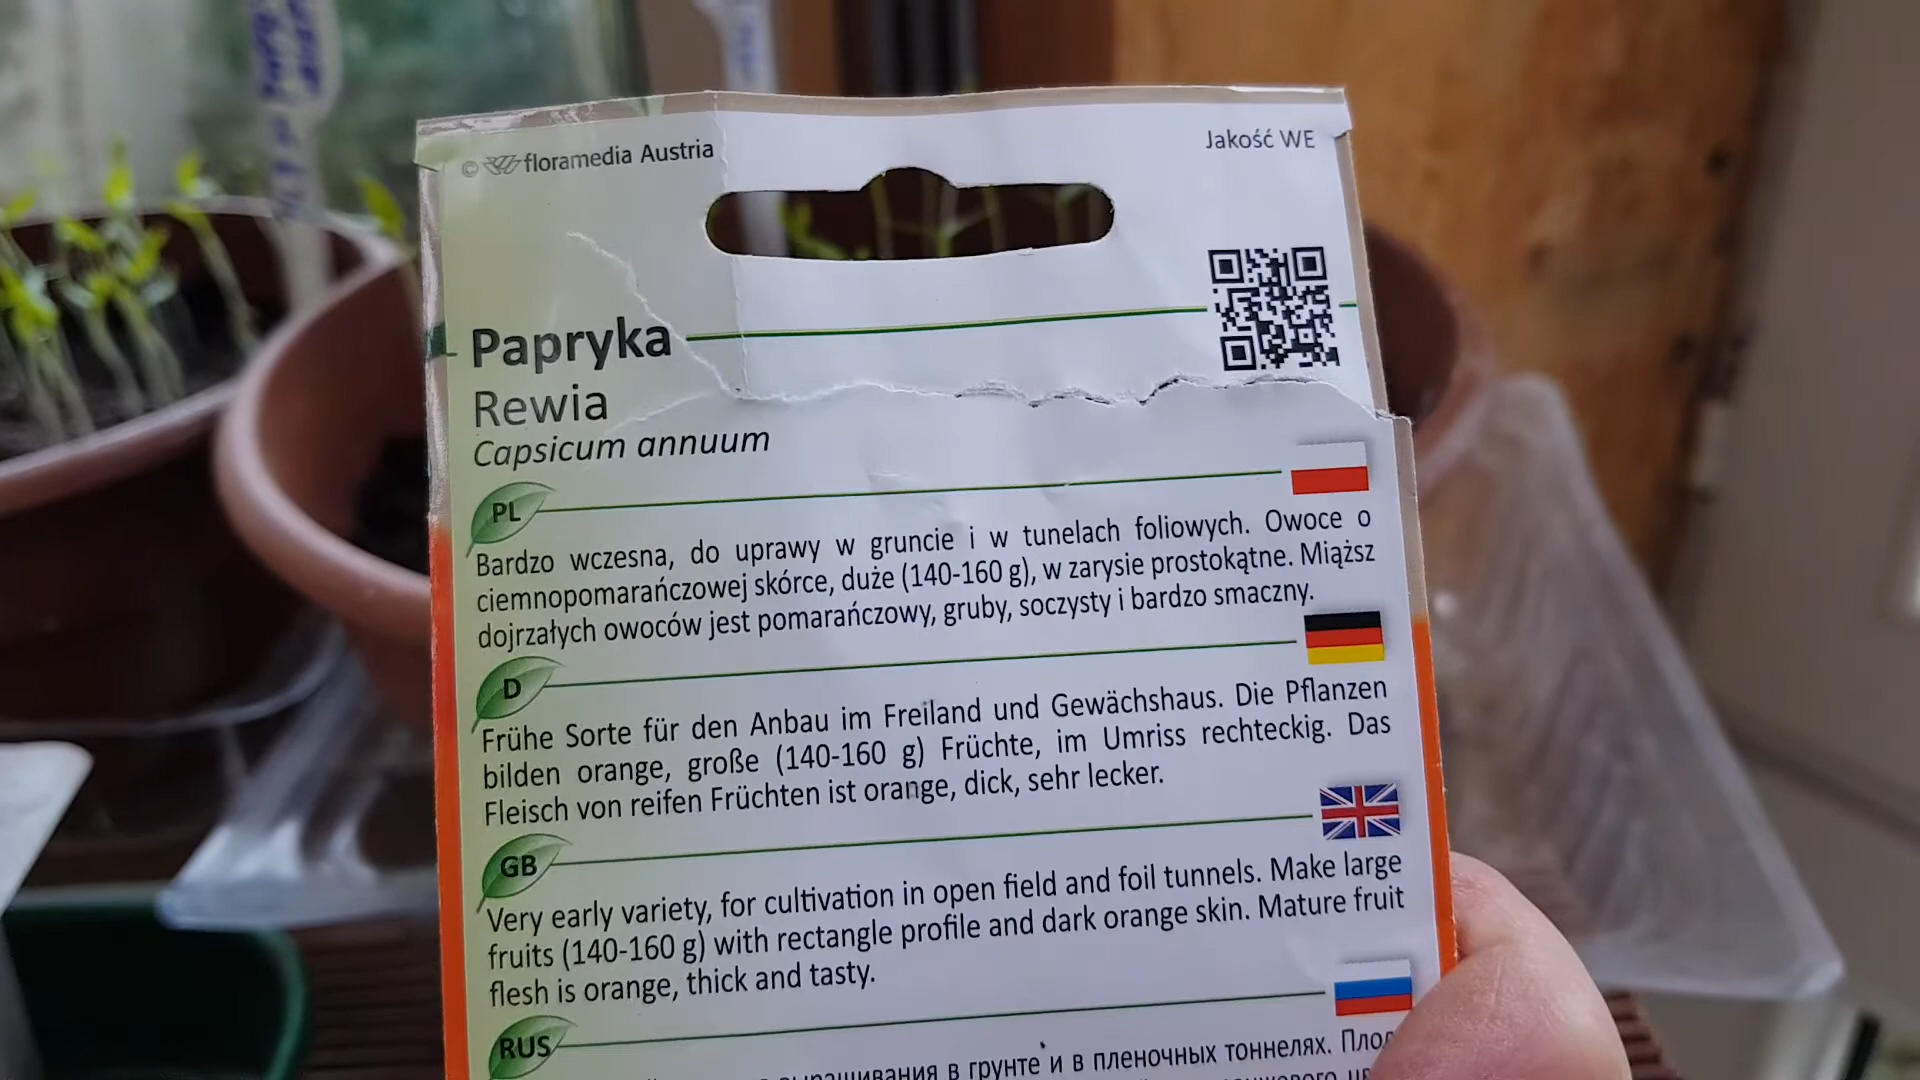 © floramedia Austria
Jakość WE
Papryka
Rewia
Capsicum annuum
PL
Bardzo wczesna, do uprawy w gruncie i w tunelach foliowych. Owoce o
ciemnopomarańczowej skórce, duże (140-160 g), w zarysie prostokątne. Miąższ
dojrzałych owoców jest pomarańczowy, gruby, soczysty i bardzo smaczny.
D
Frühe Sorte für den Anbau im Freiland und Gewächshaus. Die Pflanzen
bilden orange, große (140-160 g) Früchte, im Umriss rechteckig. Das
Fleisch von reifen Früchten ist orange, dick, sehr lecker.
GB
Very early variety, for cultivation in open field and foil tunnels. Make large
fruits (140-160 g) with rectangle profile and dark orange skin. Mature fruit
flesh is orange, thick and tasty.
RUS
в грунте и в пленочных тоннелях.